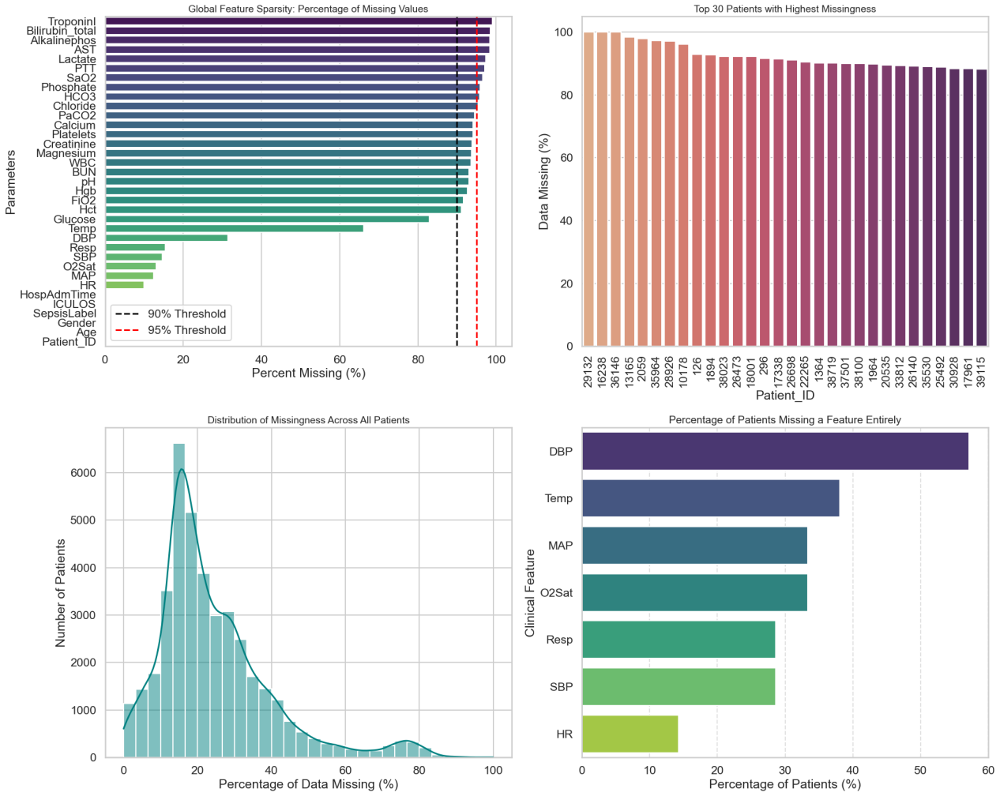 Global Feature Sparsity: Percentage of Missing Values
TroponinI
Bilirubin_total
Alkalinephos
AST
Lactate
PTT
SaO2
Phosphate
HCO3
Chloride
PaCO2
Calcium
Platelets
Creatinine
Magnesium
WBC
BUN
pH
Hgb
FiO2
Hct
Glucose
Temp
DBP
Resp
SBP
O2Sat
MAP
HR
HospAdmTime
ICULOS
SepsisLabel
Gender
Age
Patient_ID
Parameters
90% Threshold
95% Threshold
0 20 40 60 80 100
Percent Missing (%)
Top 30 Patients with Highest Missingness
100
80
60
40
20
0
Data Missing (%)
29132 16238 36146 13165 2059 35964 28926 10178 126 1894 38023 26473 18001 296 17338 26698 22265 1364 38719 37501 38100 1964 20535 33812 26140 35530 25492 30928 17961 39115
Patient_ID
Distribution of Missingness Across All Patients
6000
5000
4000
3000
2000
1000
0
Number of Patients
0 20 40 60 80 100
Percentage of Data Missing (%)
Percentage of Patients Missing a Feature Entirely
DBP
Temp
MAP
O2Sat
Resp
SBP
HR
Clinical Feature
0 10 20 30 40 50 60
Percentage of Patients (%)